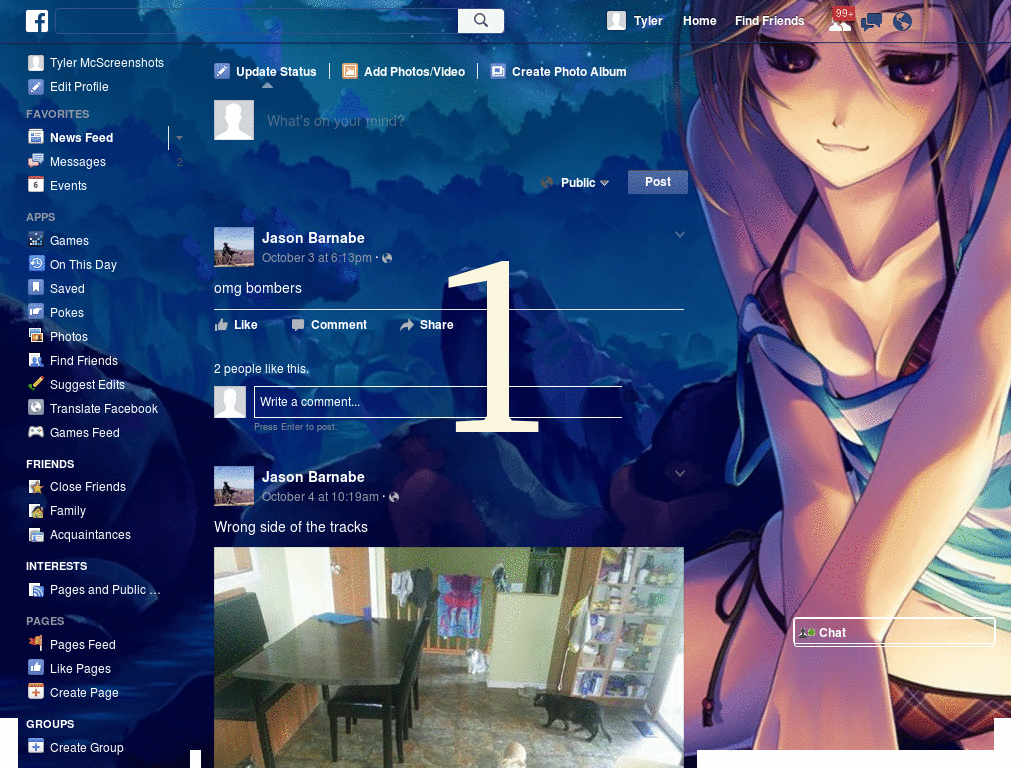 f
Tyler Home Find Friends 99+
Tyler McScreenshots
Edit Profile
FAVORITES
News Feed
Messages 2
6 Events
APPS
Games
On This Day
Saved
Pokes
Photos
Find Friends
Suggest Edits
Translate Facebook
Games Feed
FRIENDS
Close Friends
Family
Acquaintances
INTERESTS
Pages and Public ...
PAGES
Pages Feed
Like Pages
Create Page
GROUPS
Create Group
Update Status Add Photos/Video Create Photo Album
What's on your mind?
Public Post
Jason Barnabe
October 3 at 6:13pm ·
omg bombers
1
Like Comment Share
2 people like this.
Write a comment...
Press Enter to post.
Jason Barnabe
October 4 at 10:19am ·
Wrong side of the tracks
Chat